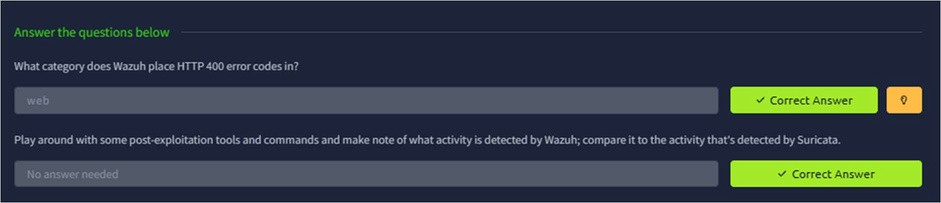 Answer the questions below
What category does Wazuh place HTTP 400 error codes in?
web
Correct Answer
Play around with some post-exploitation tools and commands and make note of what activity is detected by Wazuh; compare it to the activity that's detected by Suricata.
No answer needed
Correct Answer